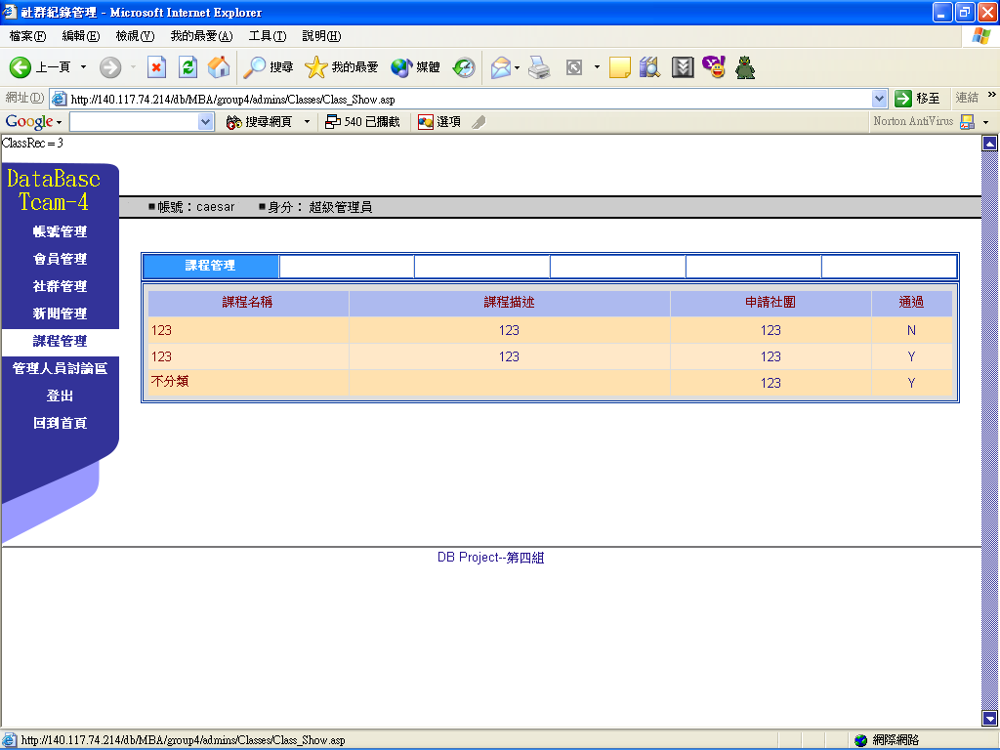 社群紀錄管理 - Microsoft Internet Explorer
檔案(F) 編輯(E) 檢視(V) 我的最愛(A) 工具(T) 說明(H)
上一頁 搜尋 我的最愛 媒體
網址(D) http://140.117.74.214/db/MBA/group4/admins/Classes/Class_Show.asp 移至 連結 »
Google 搜尋網頁 540 已攔截 選項 Norton AntiVirus
ClassRec = 3
DataBase
Team-4
■帳號：caesar ■身分： 超級管理員
帳號管理
會員管理
社群管理
新聞管理
課程管理
管理人員討論區
登出
回到首頁
課程管理
課程名稱 課程描述 申請社團 通過
123 123 123 N
123 123 123 Y
不分類 123 Y
DB Project--第四組
http://140.117.74.214/db/MBA/group4/admins/Classes/Class_Show.asp 網際網路